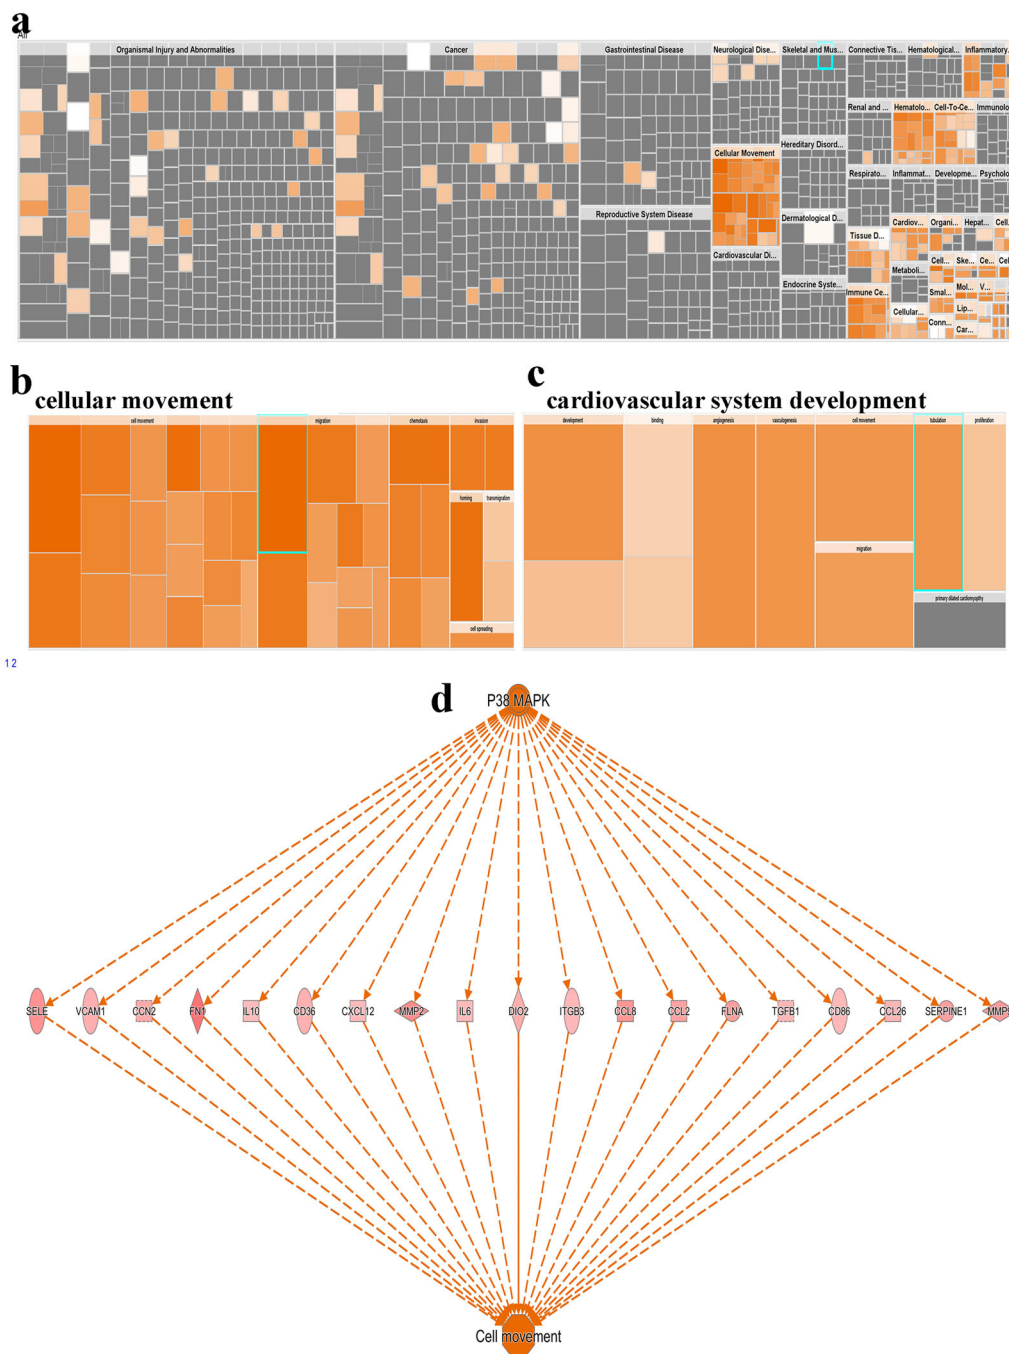 a
All
Organismal Injury and Abnormalities
Cancer
Gastrointestinal Disease
Neurological Dise...
Skeletal and Mus...
Connective Tis...
Hematological...
Inflammatory...
Renal and ...
Hematolo...
Cell-To-Ce...
Immunolo
Cellular Movement
Hereditary Disord...
Respirato...
Inflammat...
Developme...
Psycholo
Reproductive System Disease
Dermatological D...
Cardiov...
Organi...
Hepat...
Cell...
Tissue D...
Cardiovascular Di...
Metaboli...
Cell...
Ske...
Ce...
Cel
Endocrine Syste...
Immune Ce...
Smal...
Mol...
V...
Cellular...
Lip...
Conn...
Car...
b
cellular movement
c
cardiovascular system development
cell movement
migration
chemotaxis
invasion
homing
transmigration
cell spreading
development
binding
angiogenesis
vasculogenesis
cell movement
tubulation
proliferation
migration
primary dilated cardiomyopathy
12
d
P38 MAPK
SELE
VCAM1
CCN2
FN1
IL10
CD36
CXCL12
MMP2
IL6
DIO2
ITGB3
CCL8
CCL2
FLNA
TGFB1
CD86
CCL26
SERPINE1
MMP9
Cell movement